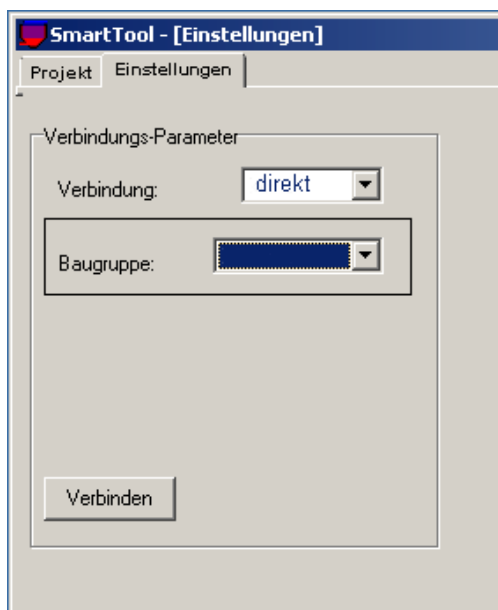 SmartTool - [Einstellungen]
Projekt Einstellungen
Verbindungs-Parameter
Verbindung: direkt
Baugruppe:
Verbinden